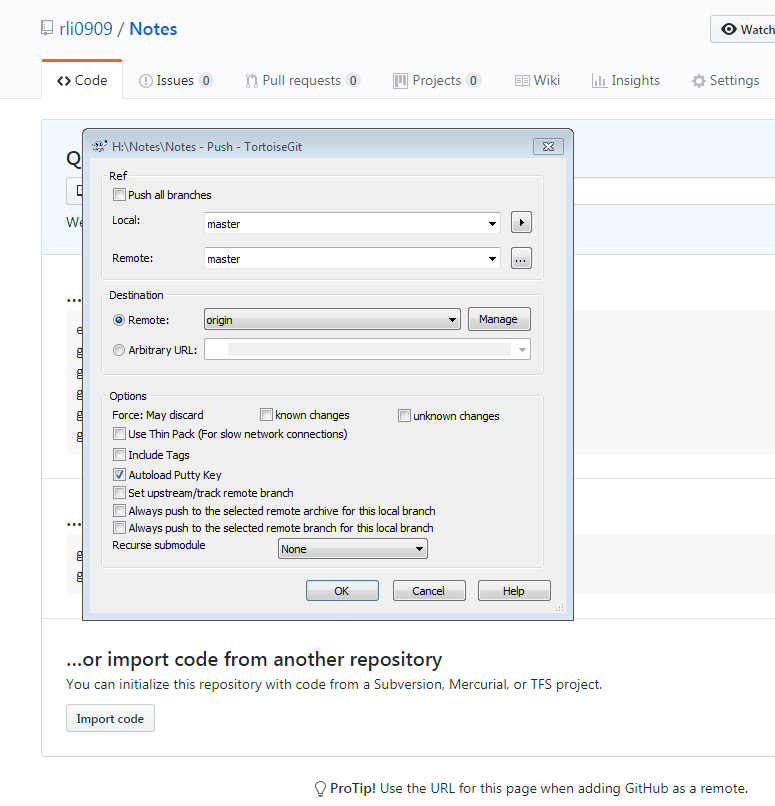 rli0909 / Notes
Watch
Code Issues 0 Pull requests 0 Projects 0 Wiki Insights Settings
Q
H:\Notes\Notes - Push - TortoiseGit
We
Ref
Push all branches
Local: master
Remote: master
...
Destination
Remote: origin Manage
Arbitrary URL:
Options
Force: May discard known changes unknown changes
Use Thin Pack (For slow network connections)
Include Tags
Autoload Putty Key
Set upstream/track remote branch
Always push to the selected remote archive for this local branch
Always push to the selected remote branch for this local branch
Recurse submodule None
OK Cancel Help
…
e
g
g
g
g
g
…
g
g
…or import code from another repository
You can initialize this repository with code from a Subversion, Mercurial, or TFS project.
Import code
ProTip! Use the URL for this page when adding GitHub as a remote.